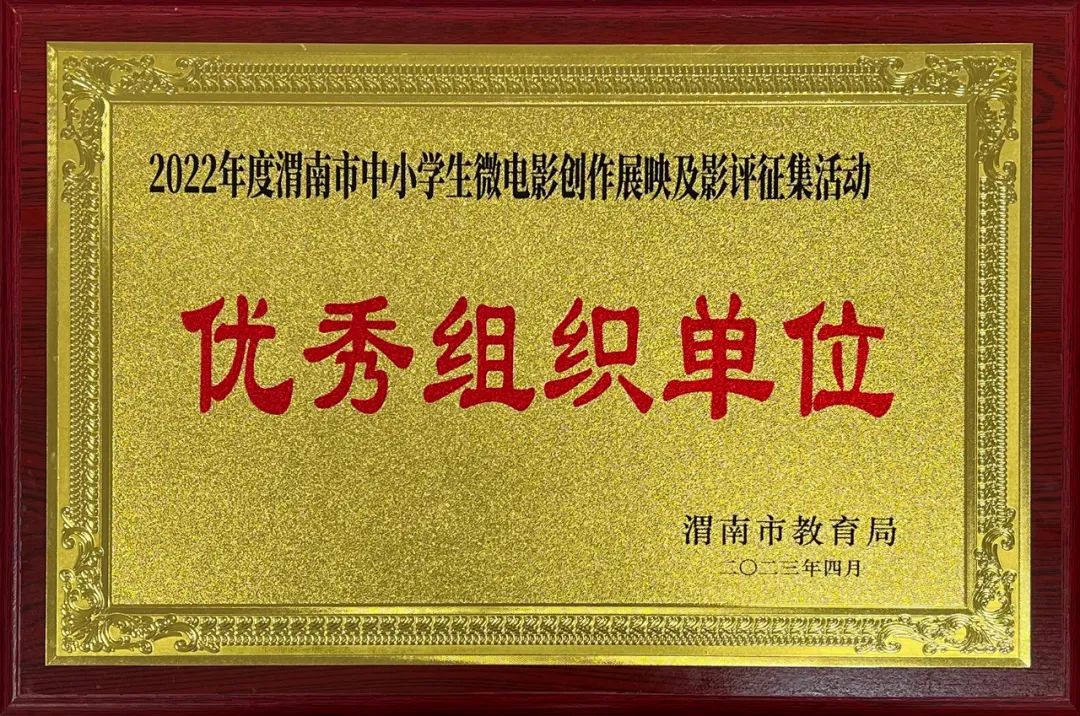 2022年度渭南市中小学生微电影创作展映及影评征集活动
优秀组织单位
渭南市教育局
二〇二三年四月